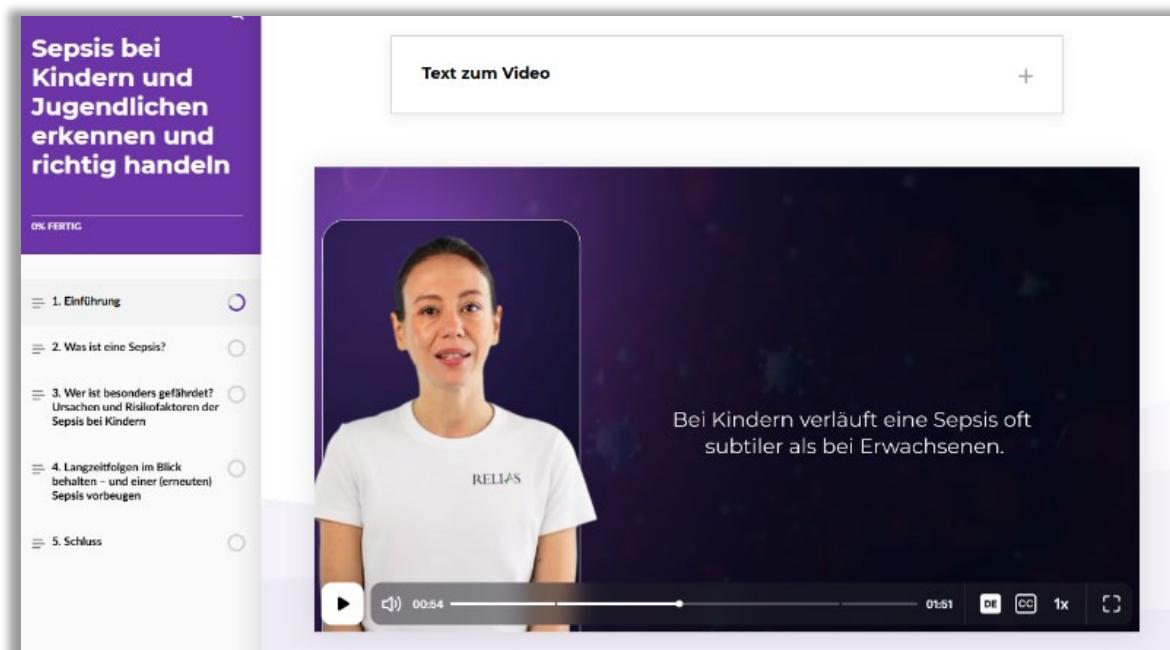 Sepsis bei
Kindern und
Jugendlichen
erkennen und
richtig handeln
0% FERTIG
1. Einführung
2. Was ist eine Sepsis?
3. Wer ist besonders gefährdet?
Ursachen und Risikofaktoren der
Sepsis bei Kindern
4. Langzeitfolgen im Blick
behalten – und einer (erneuten)
Sepsis vorbeugen
5. Schluss
Text zum Video
Bei Kindern verläuft eine Sepsis oft
subtiler als bei Erwachsenen.
RELIAS
00:54
01:51
DE
CC
1x